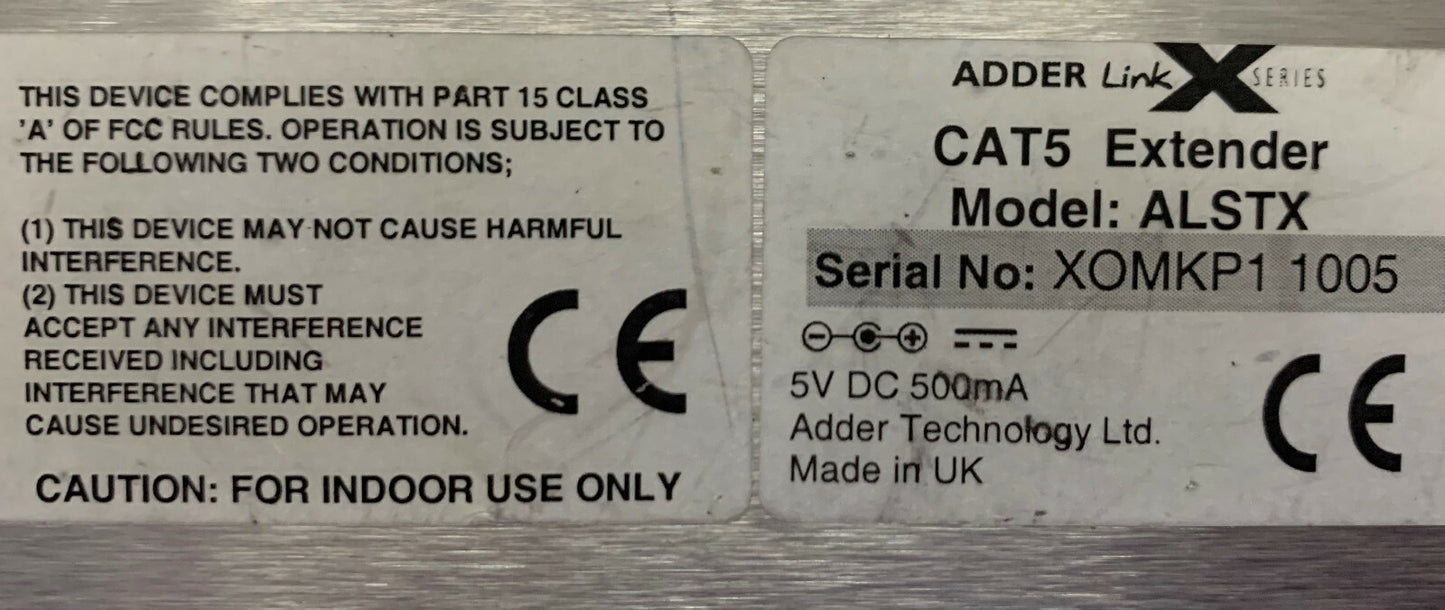 THIS DEVICE COMPLIES WITH PART 15 CLASS
'A' OF FCC RULES. OPERATION IS SUBJECT TO
THE FOLLOWING TWO CONDITIONS;
(1) THIS DEVICE MAY NOT CAUSE HARMFUL
INTERFERENCE.
(2) THIS DEVICE MUST
ACCEPT ANY INTERFERENCE
RECEIVED INCLUDING
INTERFERENCE THAT MAY
CAUSE UNDESIRED OPERATION.
CE
CAUTION: FOR INDOOR USE ONLY
ADDER Link X SERIES
CAT5 Extender
Model: ALSTX
Serial No: XOMKP1 1005
5V DC 500mA
Adder Technology Ltd.
Made in UK
CE